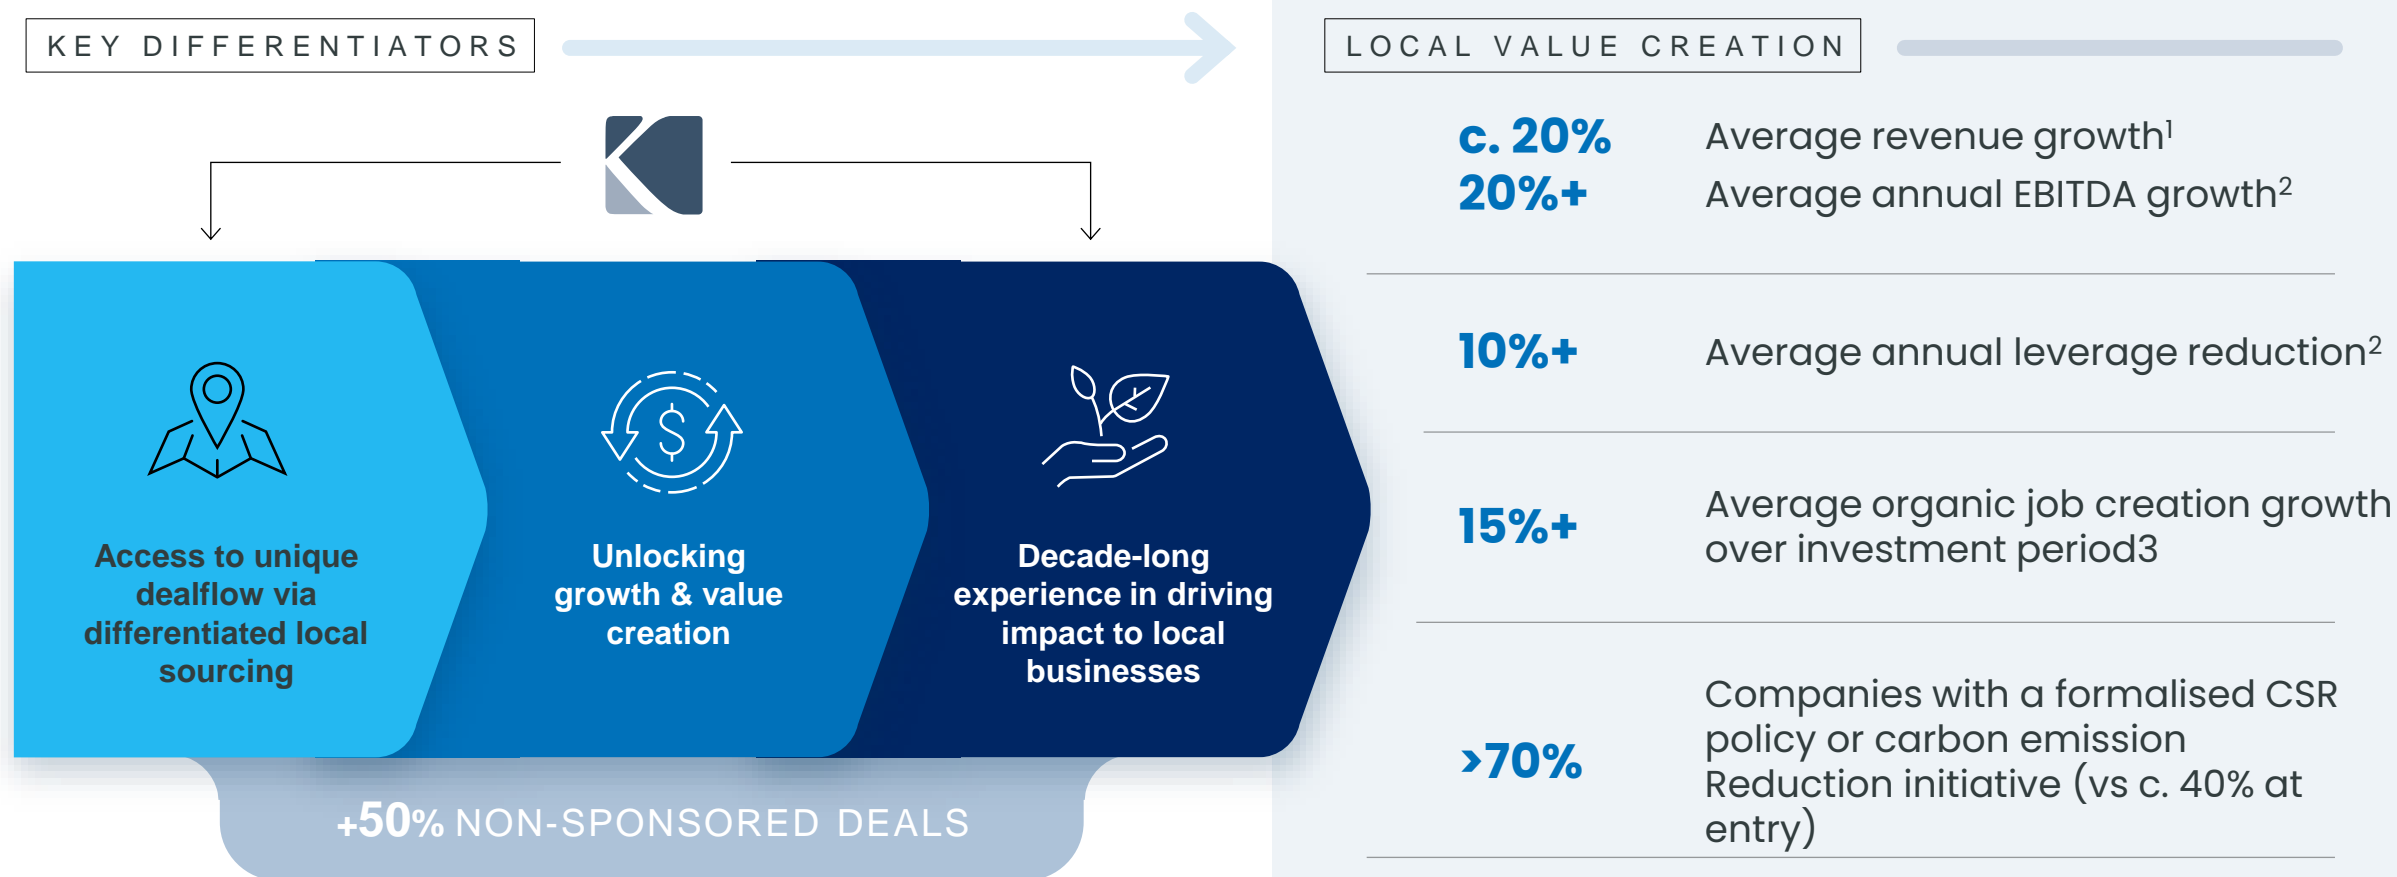 KEY DIFFERENTIATORS
Access to unique
dealflow via
differentiated local
sourcing
Unlocking
growth & value
creation
Decade-long
experience in driving
impact to local
businesses
+50% NON-SPONSORED DEALS
LOCAL VALUE CREATION
c. 20% Average revenue growth¹
20%+ Average annual EBITDA growth²
10%+ Average annual leverage reduction²
15%+
Average organic job creation growth
over investment period3
>70%
Companies with a formalised CSR
policy or carbon emission
Reduction initiative (vs c. 40% at
entry)